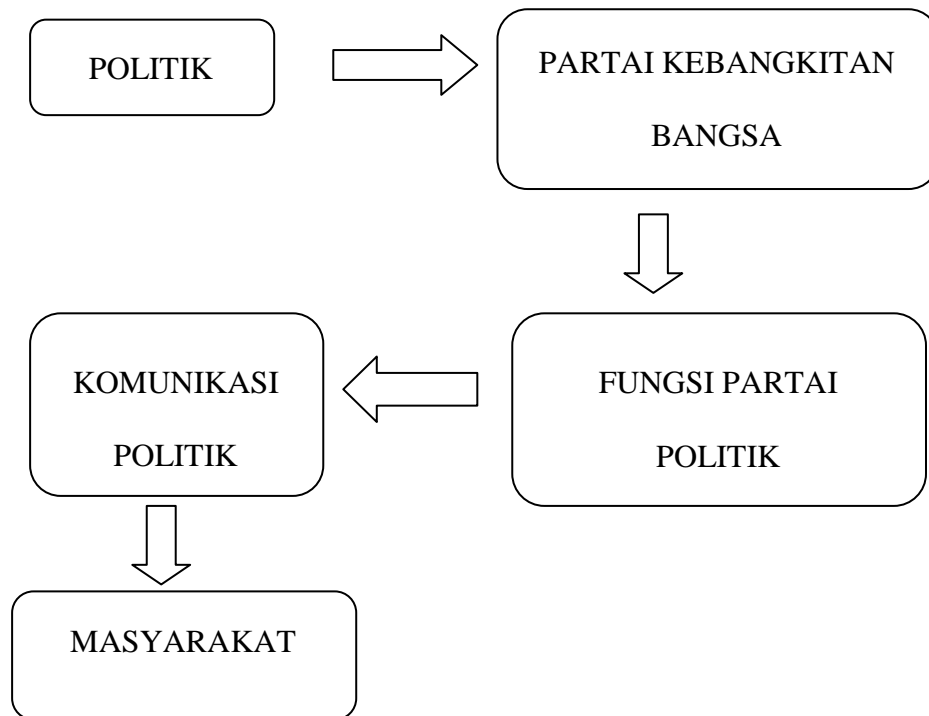 POLITIK
PARTAI KEBANGKITAN
BANGSA
FUNGSI PARTAI
POLITIK
KOMUNIKASI
POLITIK
MASYARAKAT